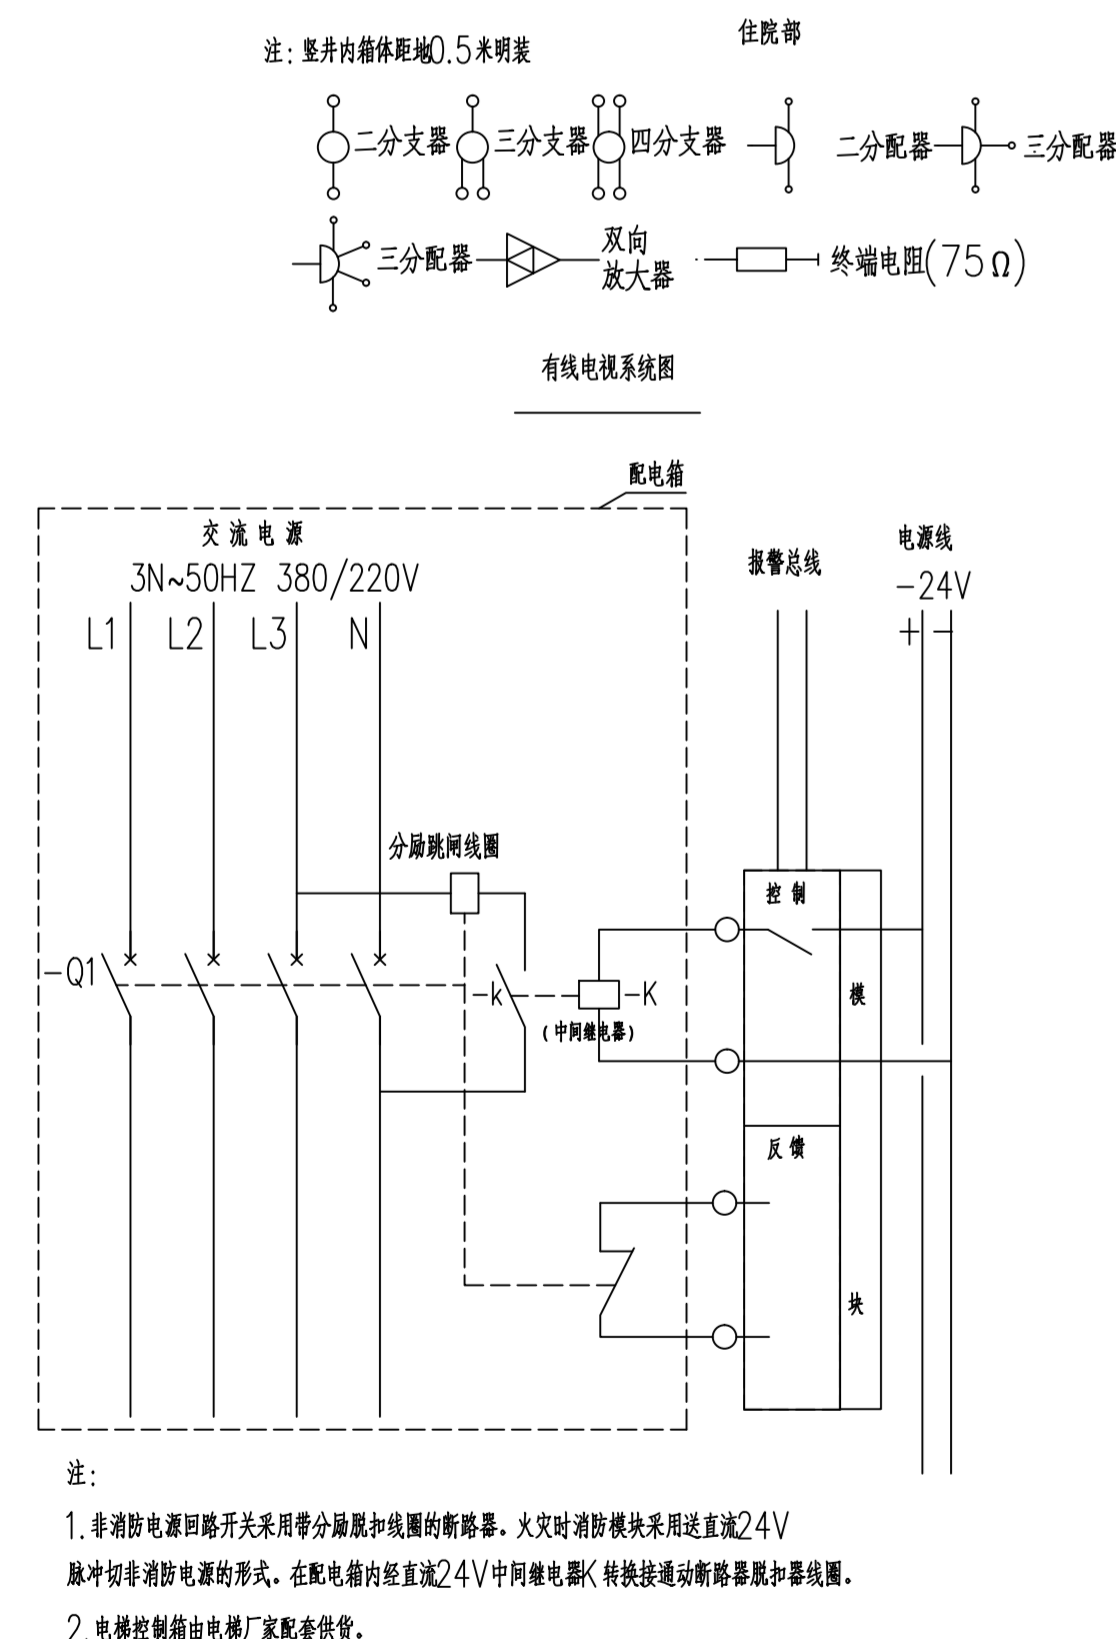 住院部
注：竖井内箱体距地0.5米明装
二分支器 三分支器 四分支器 二分配器 三分配器
三分配器 双向 终端电阻(75Ω)
放大器
有线电视系统图
配电箱
交流电源
3N~50HZ 380/220V
L1 L2 L3 N
报警总线
电源线
-24V
+ -
分励跳闸线圈
控制
-Q1
-k
-K
(中间继电器)
模
反馈
块
注：
1.非消防电源回路开关采用带分励脱扣线圈的断路器。火灾时消防模块采用送直流24V
脉冲切非消防电源的形式。在配电箱内经直流24V中间继电器K转换接通动断路器脱扣器线圈。
2.电梯控制箱由电梯厂家配套供货。